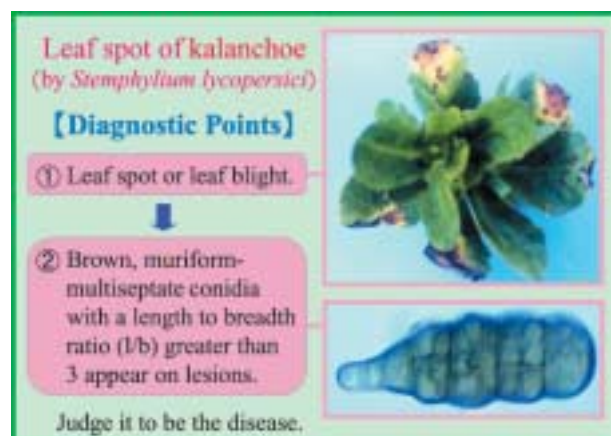 Leaf spot of kalanchoe
(by Stemphylium lycopersici)
【Diagnostic Points】
① Leaf spot or leaf blight.
② Brown, muriform-
multiseptate conidia
with a length to breadth
ratio (l/b) greater than
3 appear on lesions.
Judge it to be the disease.